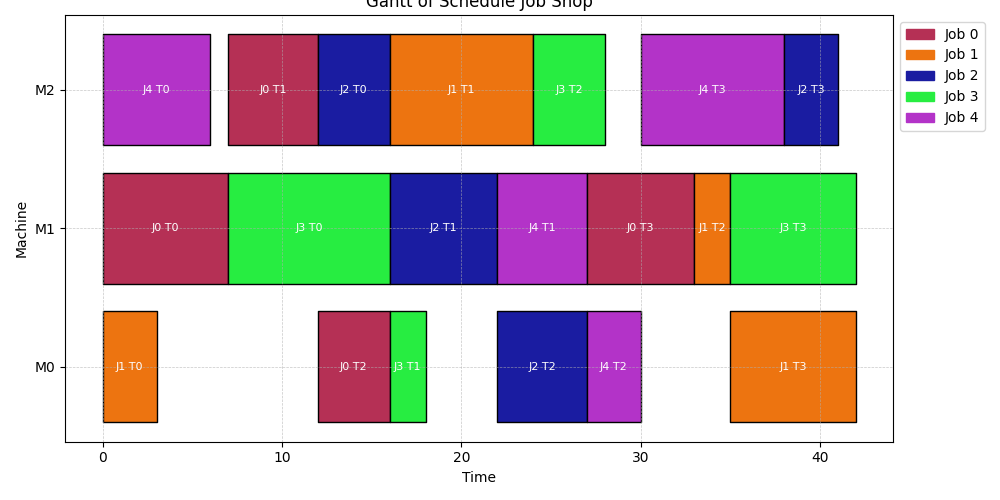 Gantt of Schedule Job Shop
M2
J4 T0
J0 T1
J2 T0
J1 T1
J3 T2
J4 T3
J2 T3
Job 0
Job 1
Job 2
Job 3
Job 4
Machine
M1
J0 T0
J3 T0
J2 T1
J4 T1
J0 T3
J1 T2
J3 T3
M0
J1 T0
J0 T2
J3 T1
J2 T2
J4 T2
J1 T3
0
10
20
30
40
Time